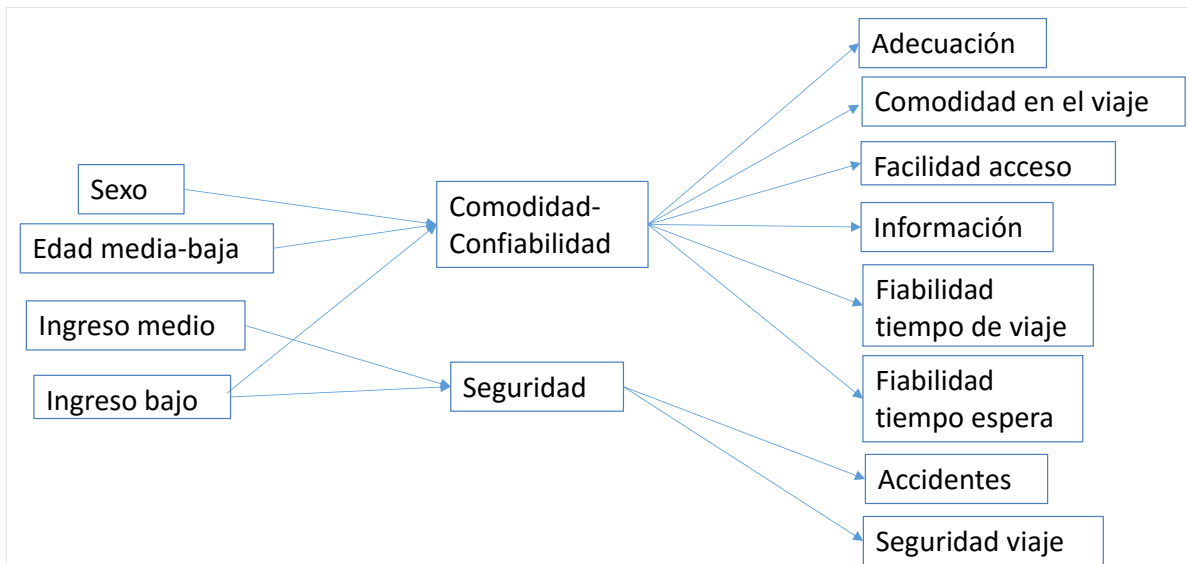 Sexo
Edad media-baja
Ingreso medio
Ingreso bajo
Comodidad-
Confiabilidad
Seguridad
Adecuación
Comodidad en el viaje
Facilidad acceso
Información
Fiabilidad
tiempo de viaje
Fiabilidad
tiempo espera
Accidentes
Seguridad viaje